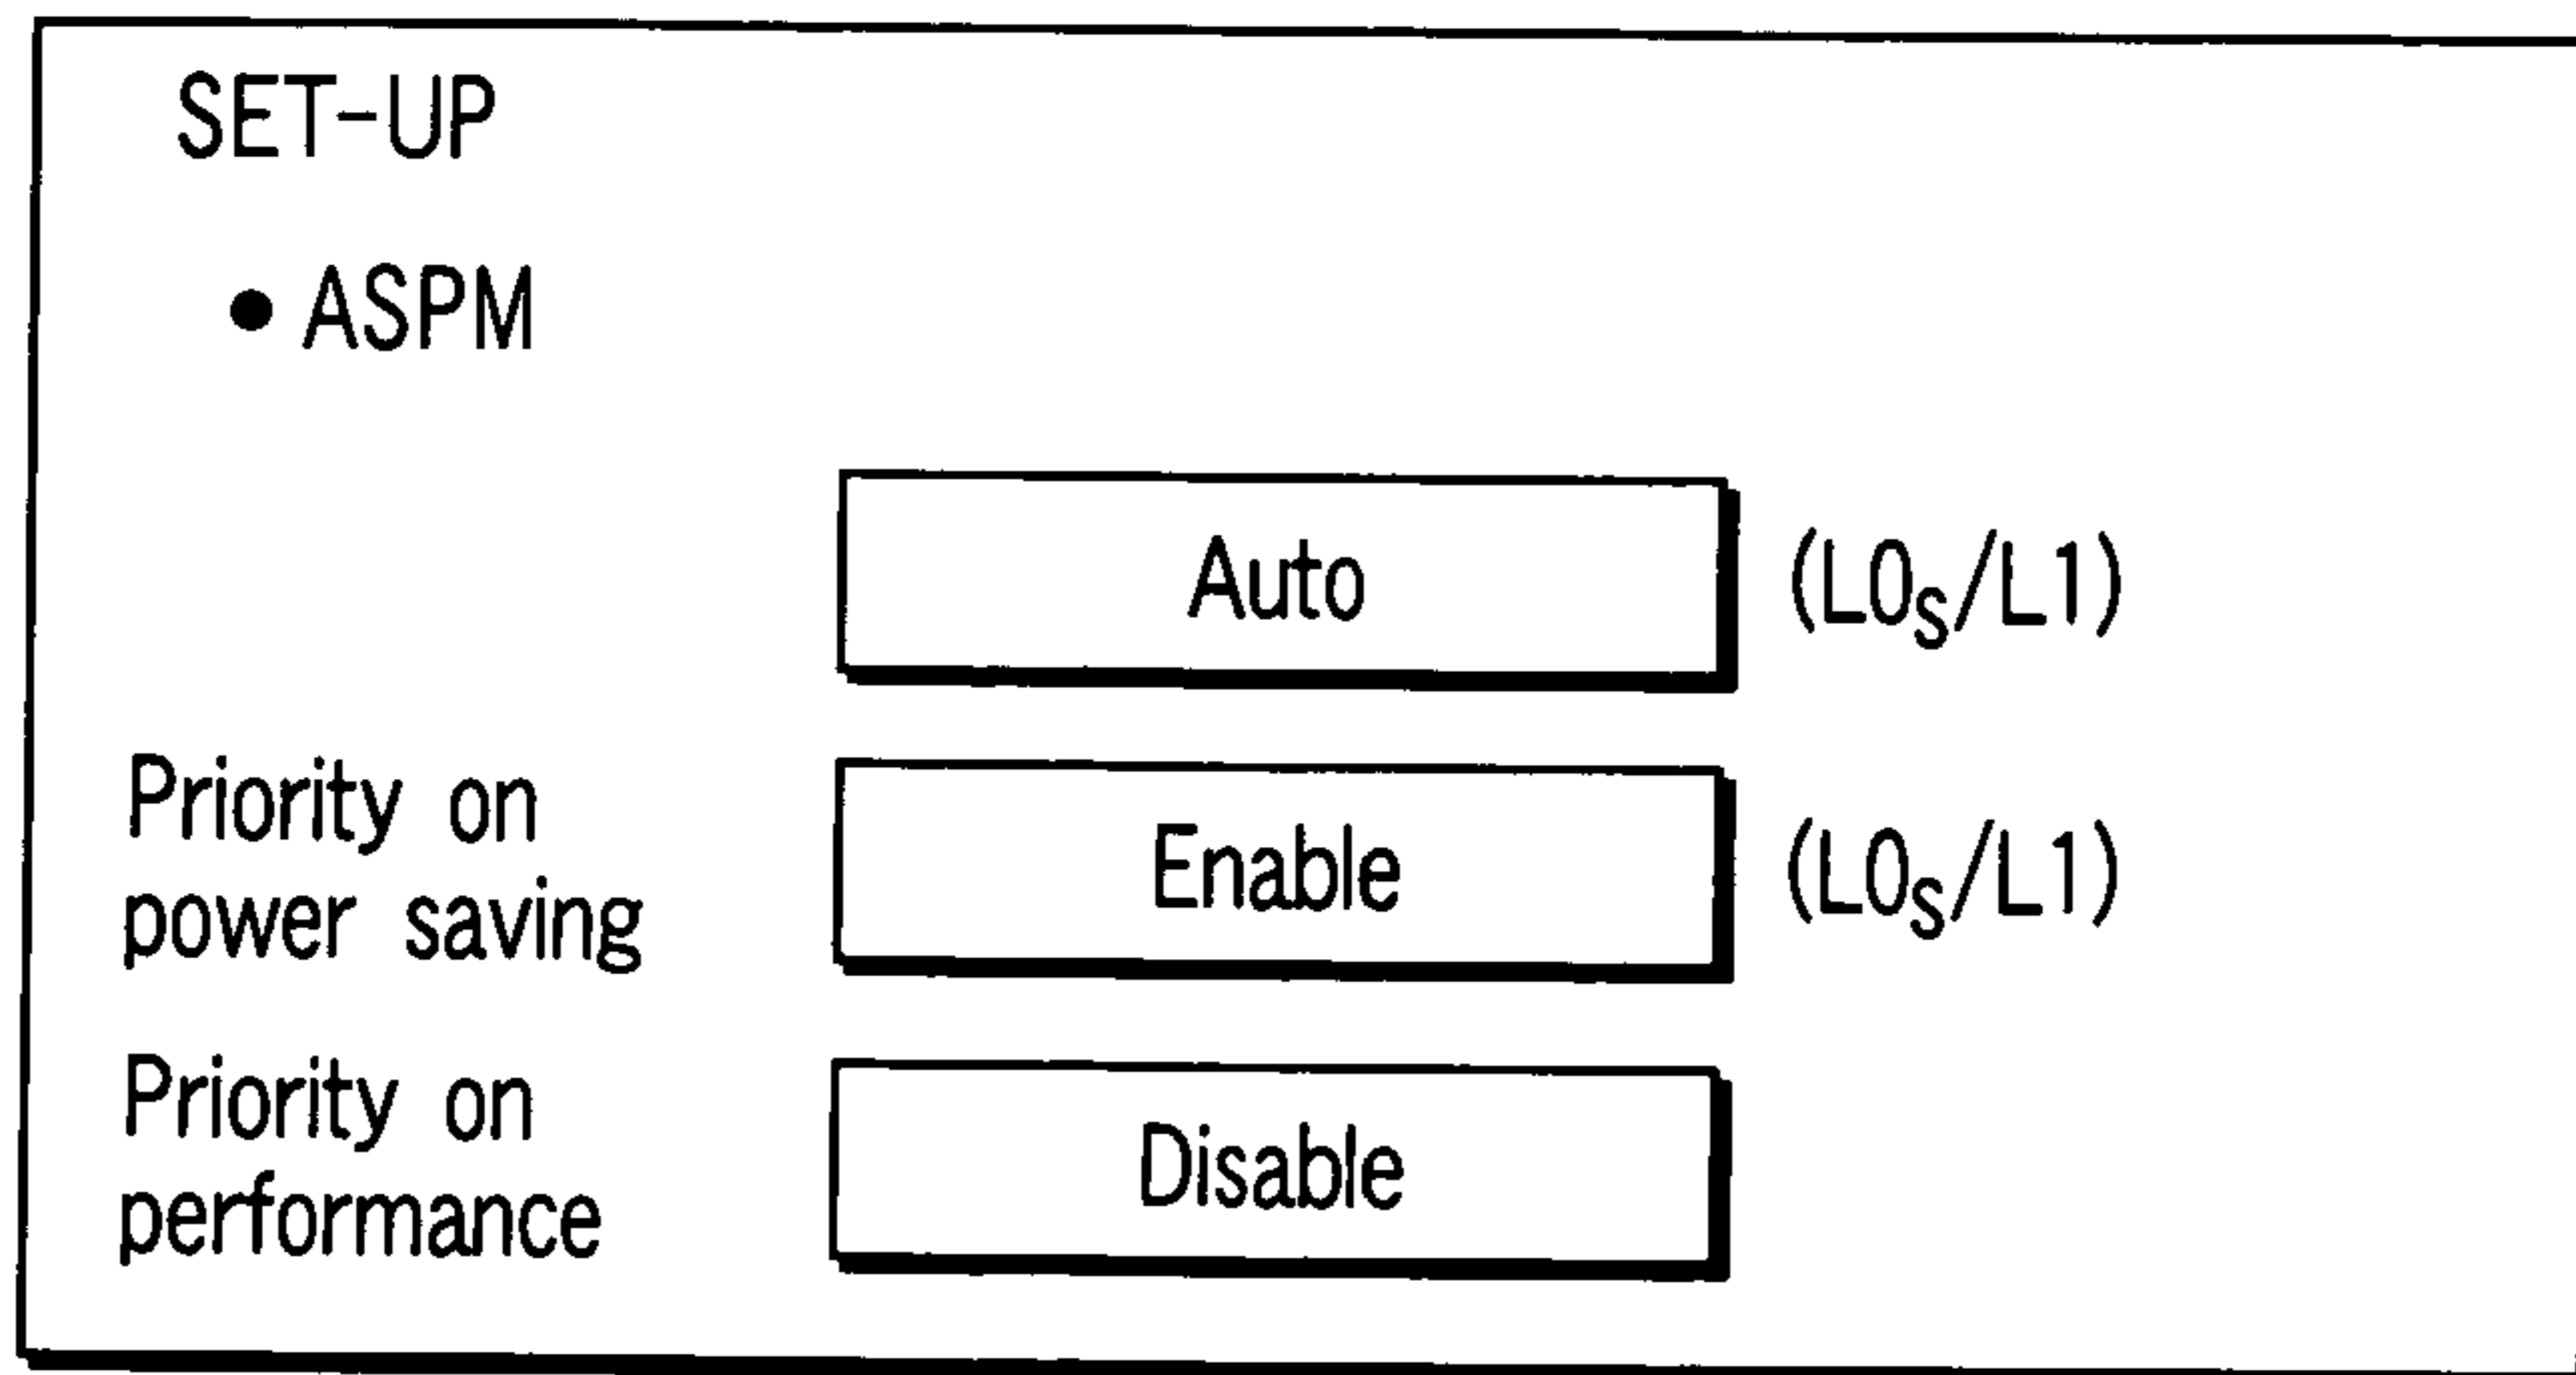 SET-UP
• ASPM
Auto (L0s/L1)
Priority on
power saving
Enable (L0s/L1)
Priority on
performance
Disable